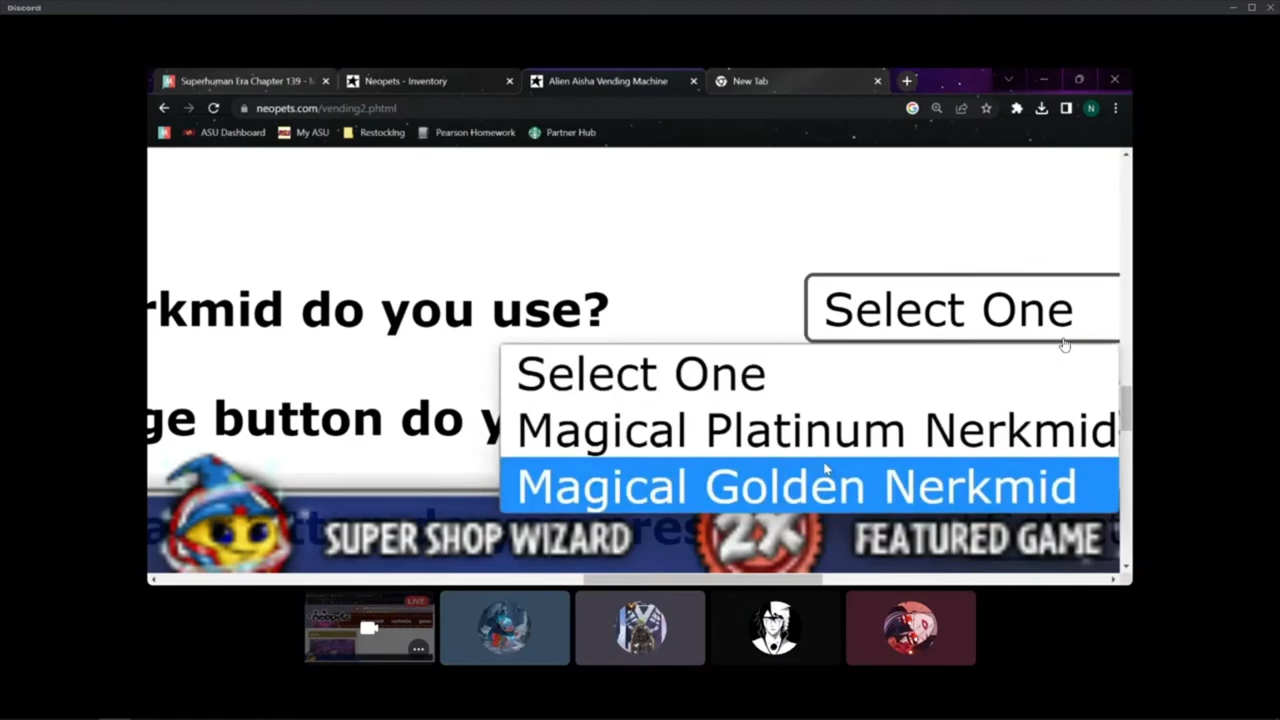 Discord
Superhuman Era Chapter 139 -
Neopets - Inventory
Alien Aisha Vending Machine
New Tab
neopets.com/vending2.phtml
N
ASU Dashboard
My ASU
Restocking
Pearson Homework
Partner Hub
rkmid do you use?
Select One
Select One
ge button do y
Magical Platinum Nerkmid
Magical Golden Nerkmid
SUPER SHOP WIZARD
2X
FEATURED GAME
LIVE
neopets